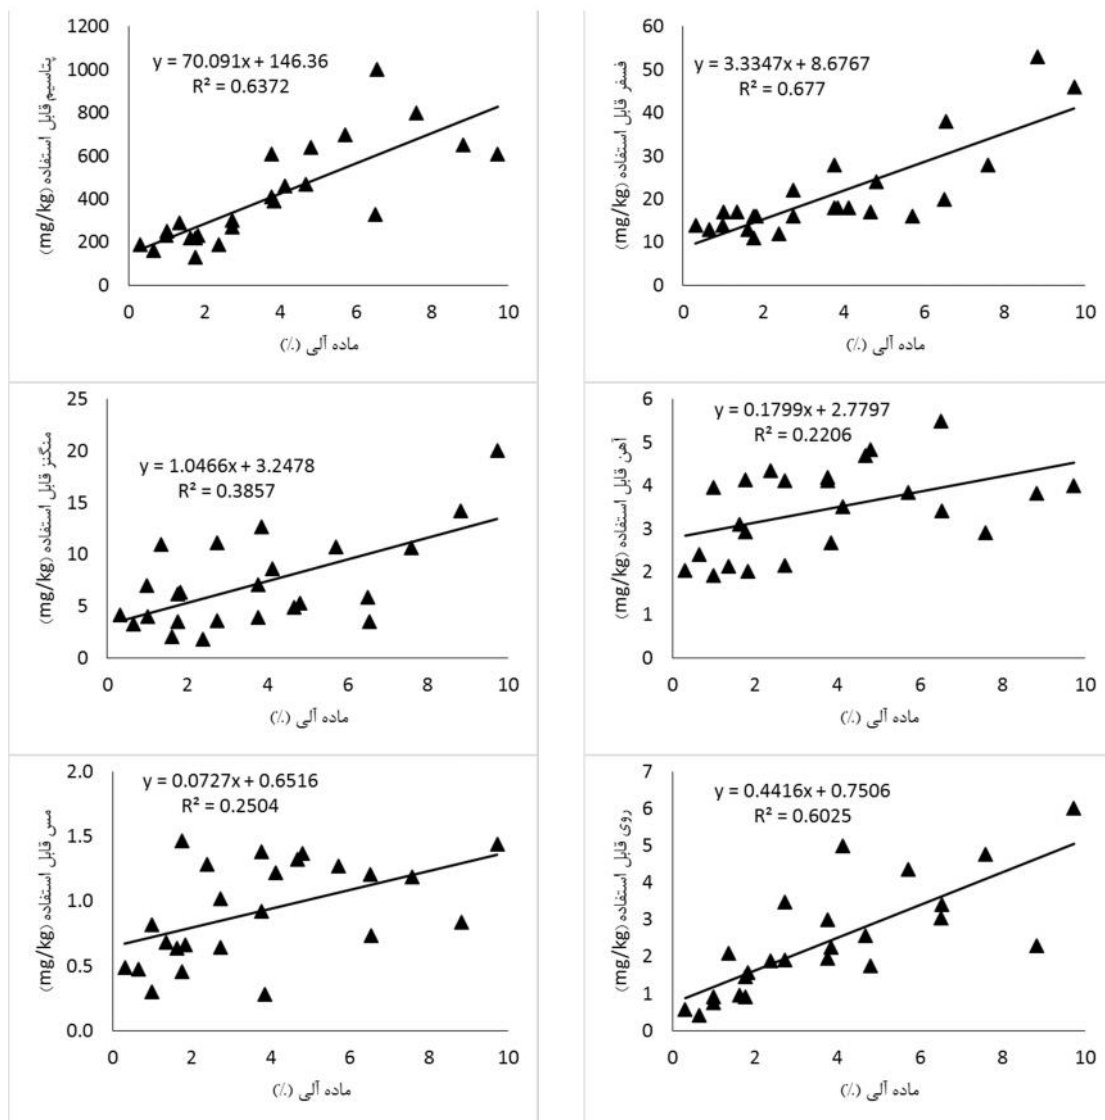 پتاسیم قابل استفاده (mg/kg)
1200
1000
800
600
400
200
0
y = 70.091x + 146.36
R² = 0.6372
0 2 4 6 8 10
ماده آلی (٪)
فسفر قابل استفاده (mg/kg)
60
50
40
30
20
10
0
y = 3.3347x + 8.6767
R² = 0.677
0 2 4 6 8 10
ماده آلی (٪)
منگنز قابل استفاده (mg/kg)
25
20
15
10
5
0
y = 1.0466x + 3.2478
R² = 0.3857
0 2 4 6 8 10
ماده آلی (٪)
آهن قابل استفاده (mg/kg)
6
5
4
3
2
1
0
y = 0.1799x + 2.7797
R² = 0.2206
0 2 4 6 8 10
ماده آلی (٪)
مس قابل استفاده (mg/kg)
2.0
1.5
1.0
0.5
0.0
y = 0.0727x + 0.6516
R² = 0.2504
0 2 4 6 8 10
ماده آلی (٪)
روی قابل استفاده (mg/kg)
7
6
5
4
3
2
1
0
y = 0.4416x + 0.7506
R² = 0.6025
0 2 4 6 8 10
ماده آلی (٪)